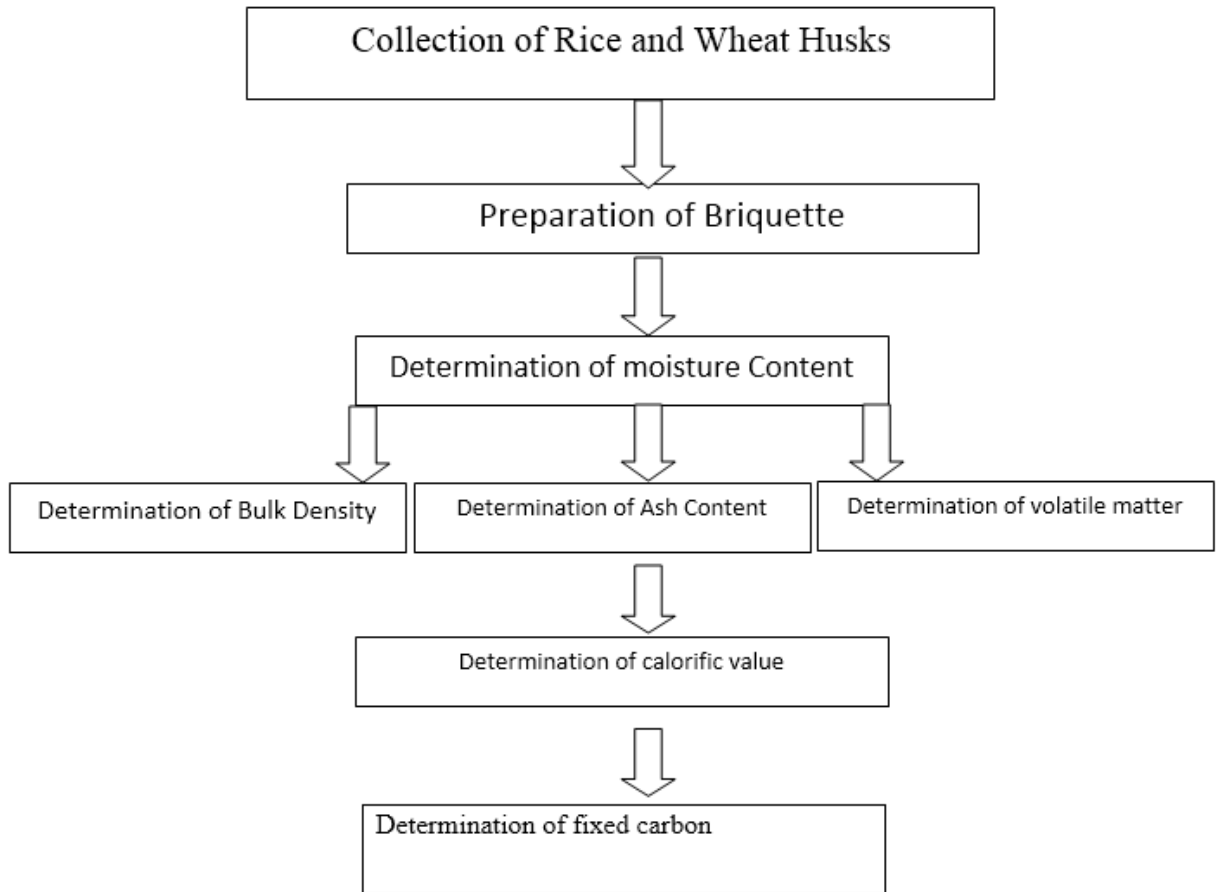 Collection of Rice and Wheat Husks
Preparation of Briquette
Determination of moisture Content
Determination of Bulk Density
Determination of Ash Content
Determination of volatile matter
Determination of calorific value
Determination of fixed carbon